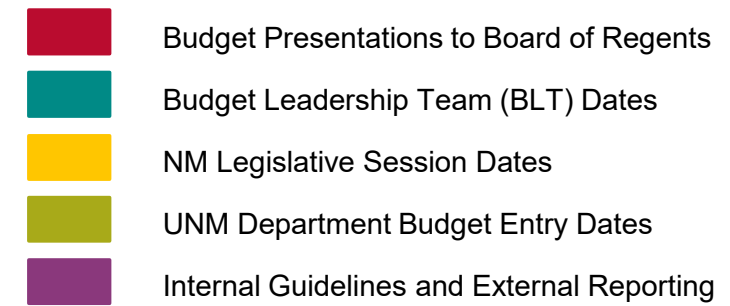 Budget Presentations to Board of Regents
Budget Leadership Team (BLT) Dates
NM Legislative Session Dates
UNM Department Budget Entry Dates
Internal Guidelines and External Reporting